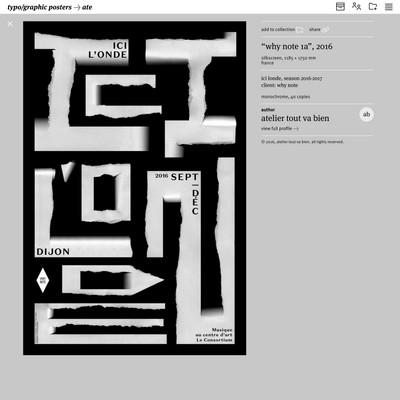 typo/graphic posters → ate
add to collection
share
"why note 1a", 2016
silkscreen, 1185 × 1750 mm
france
ici londe, season 2016-2017
client: why note
monochrome, 40 copies
author
atelier tout va bien
ab
view full profile →
© 2016, atelier tout va bien. all rights reserved.
ICI
L'ONDE
2016 SEPT
—
DÉC
DIJON
Musique
au centre d'art
Le Consortium